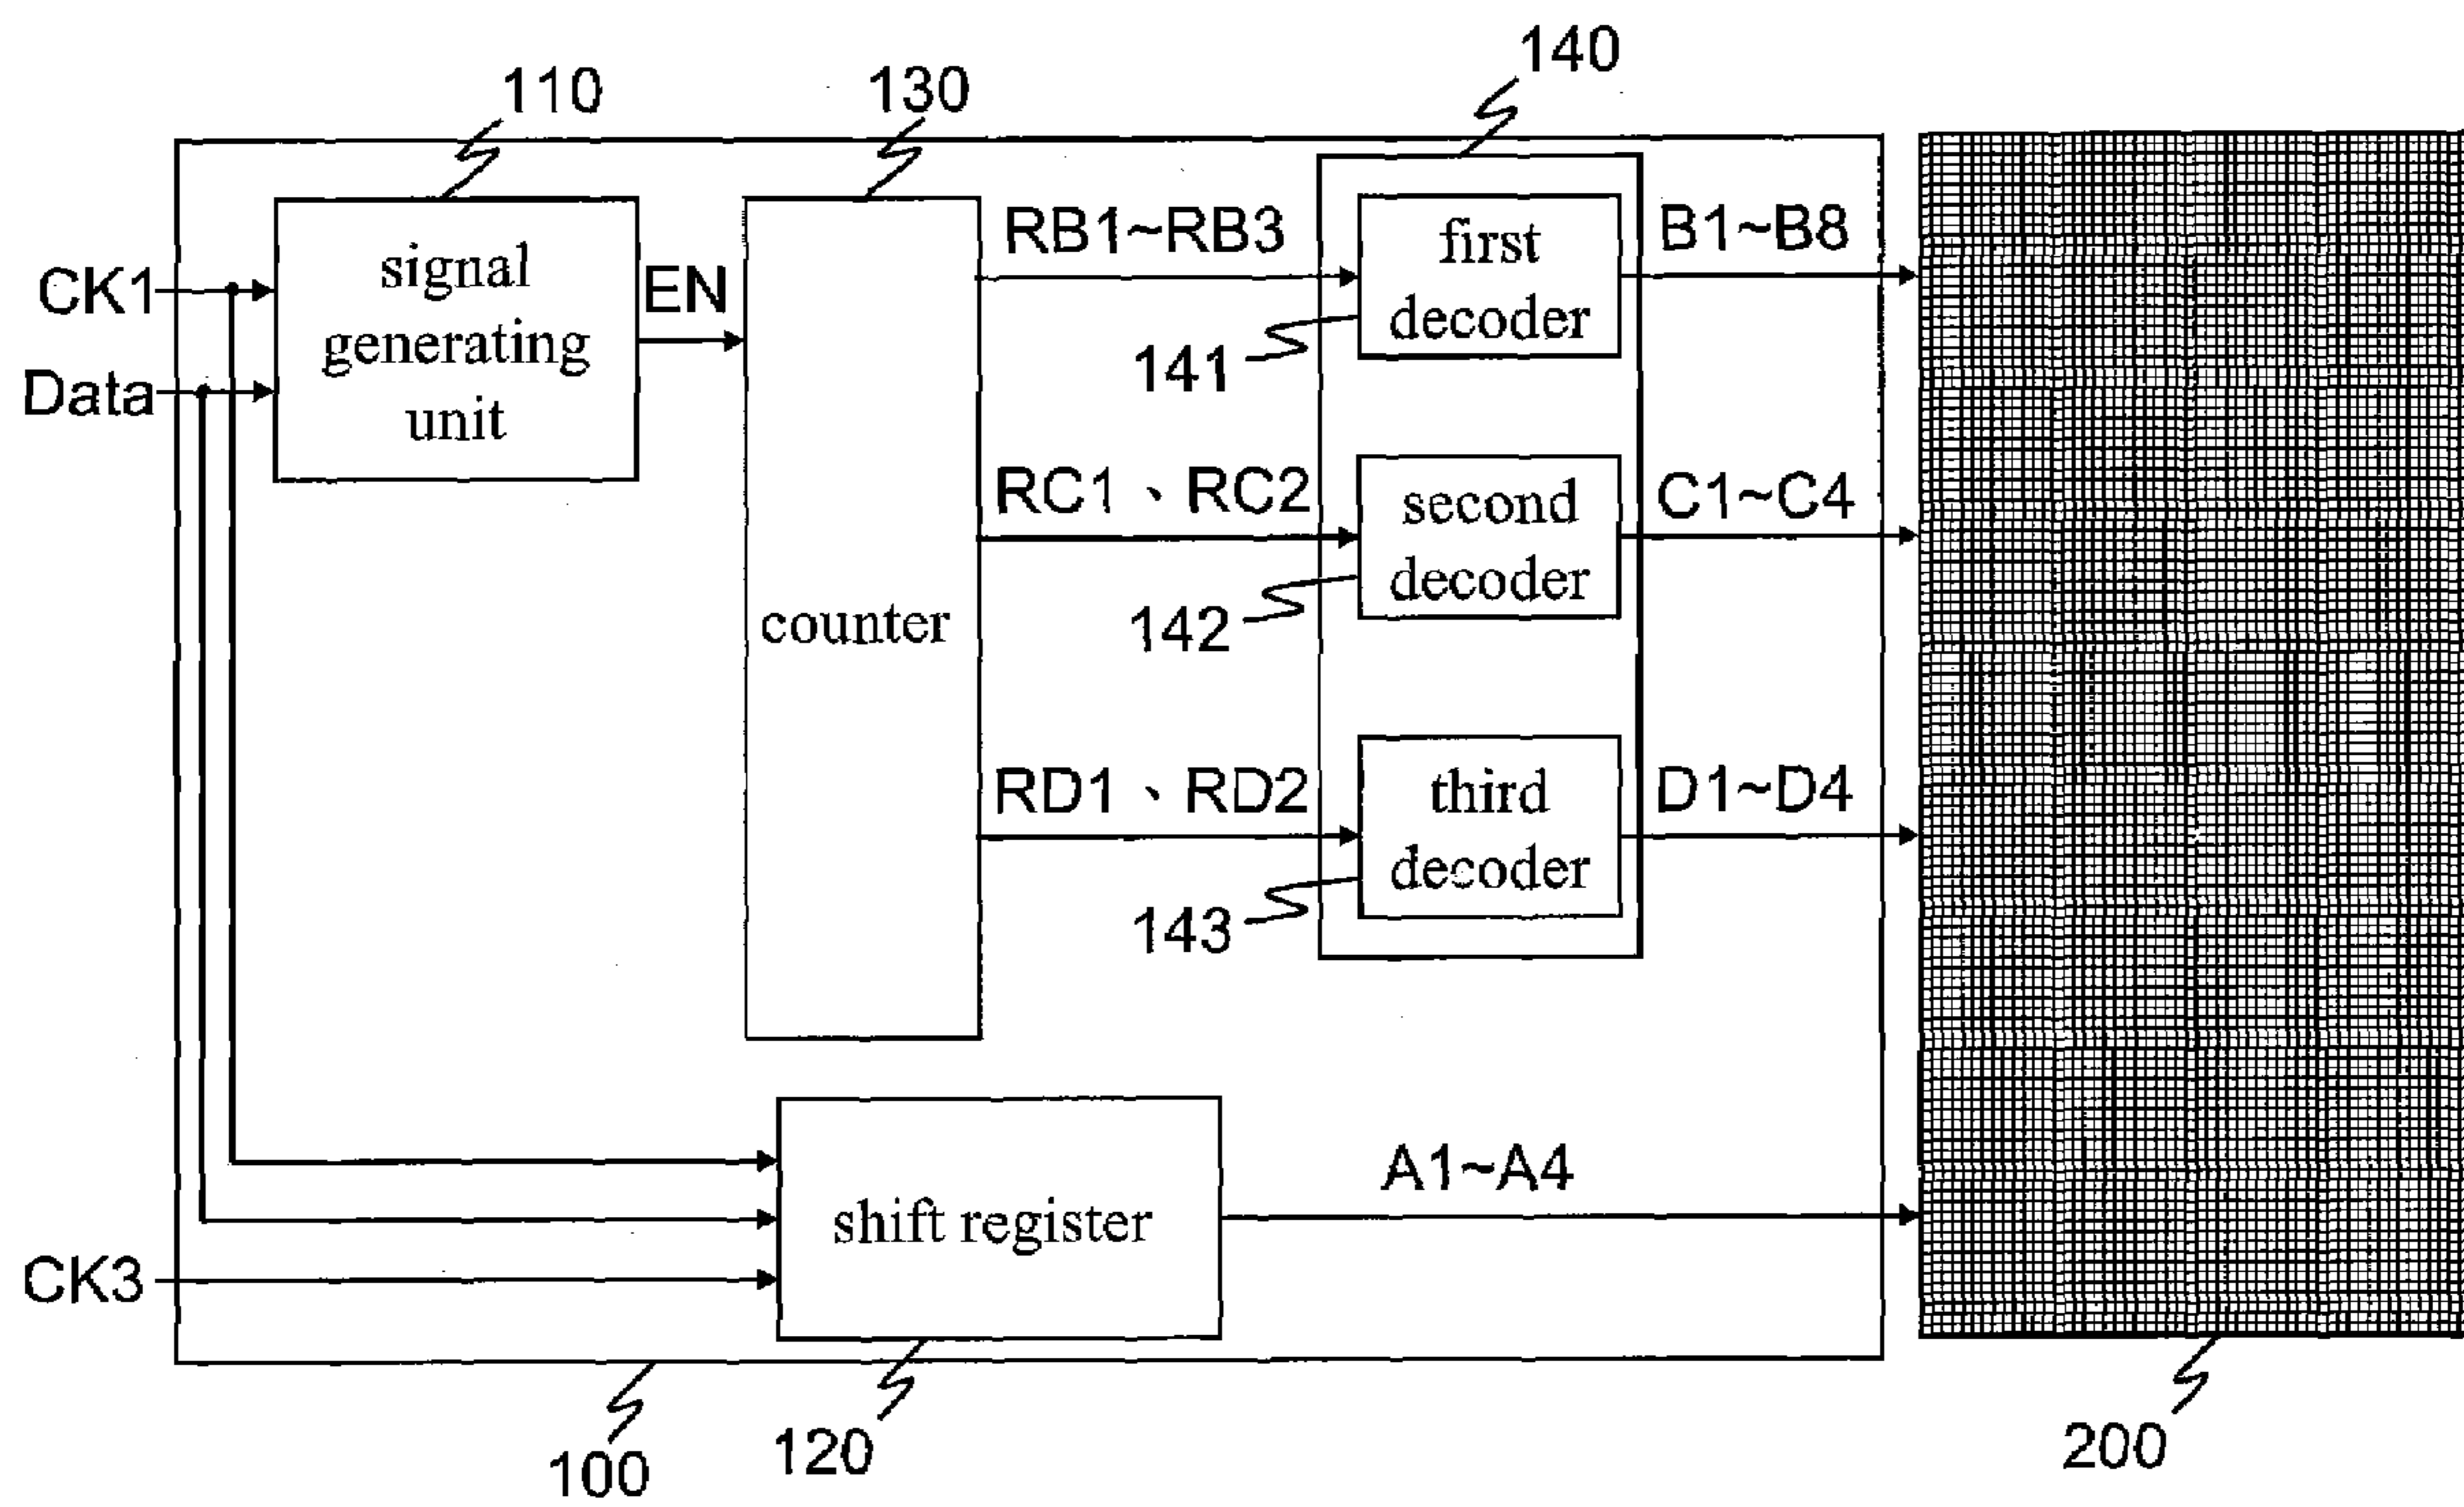 140
110
130
RB1~RB3
first
decoder
B1~B8
CK1
signal
generating
unit
EN
141
Data
RC1、RC2
second
decoder
C1~C4
142
counter
RD1、RD2
third
decoder
D1~D4
143
A1~A4
shift register
CK3
100
120
200